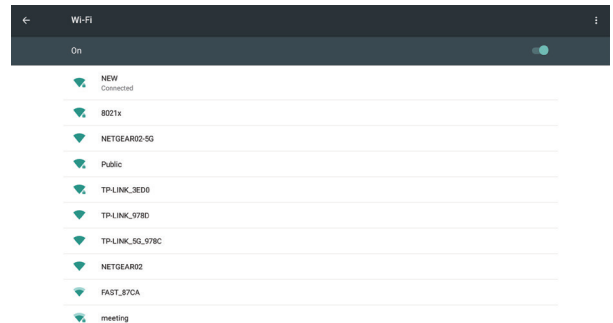 Wi-Fi
On
NEW
Connected
8021x
NETGEAR02-5G
Public
TP-LINK_3ED0
TP-LINK_978D
TP-LINK_5G_978C
NETGEAR02
FAST_87CA
meeting